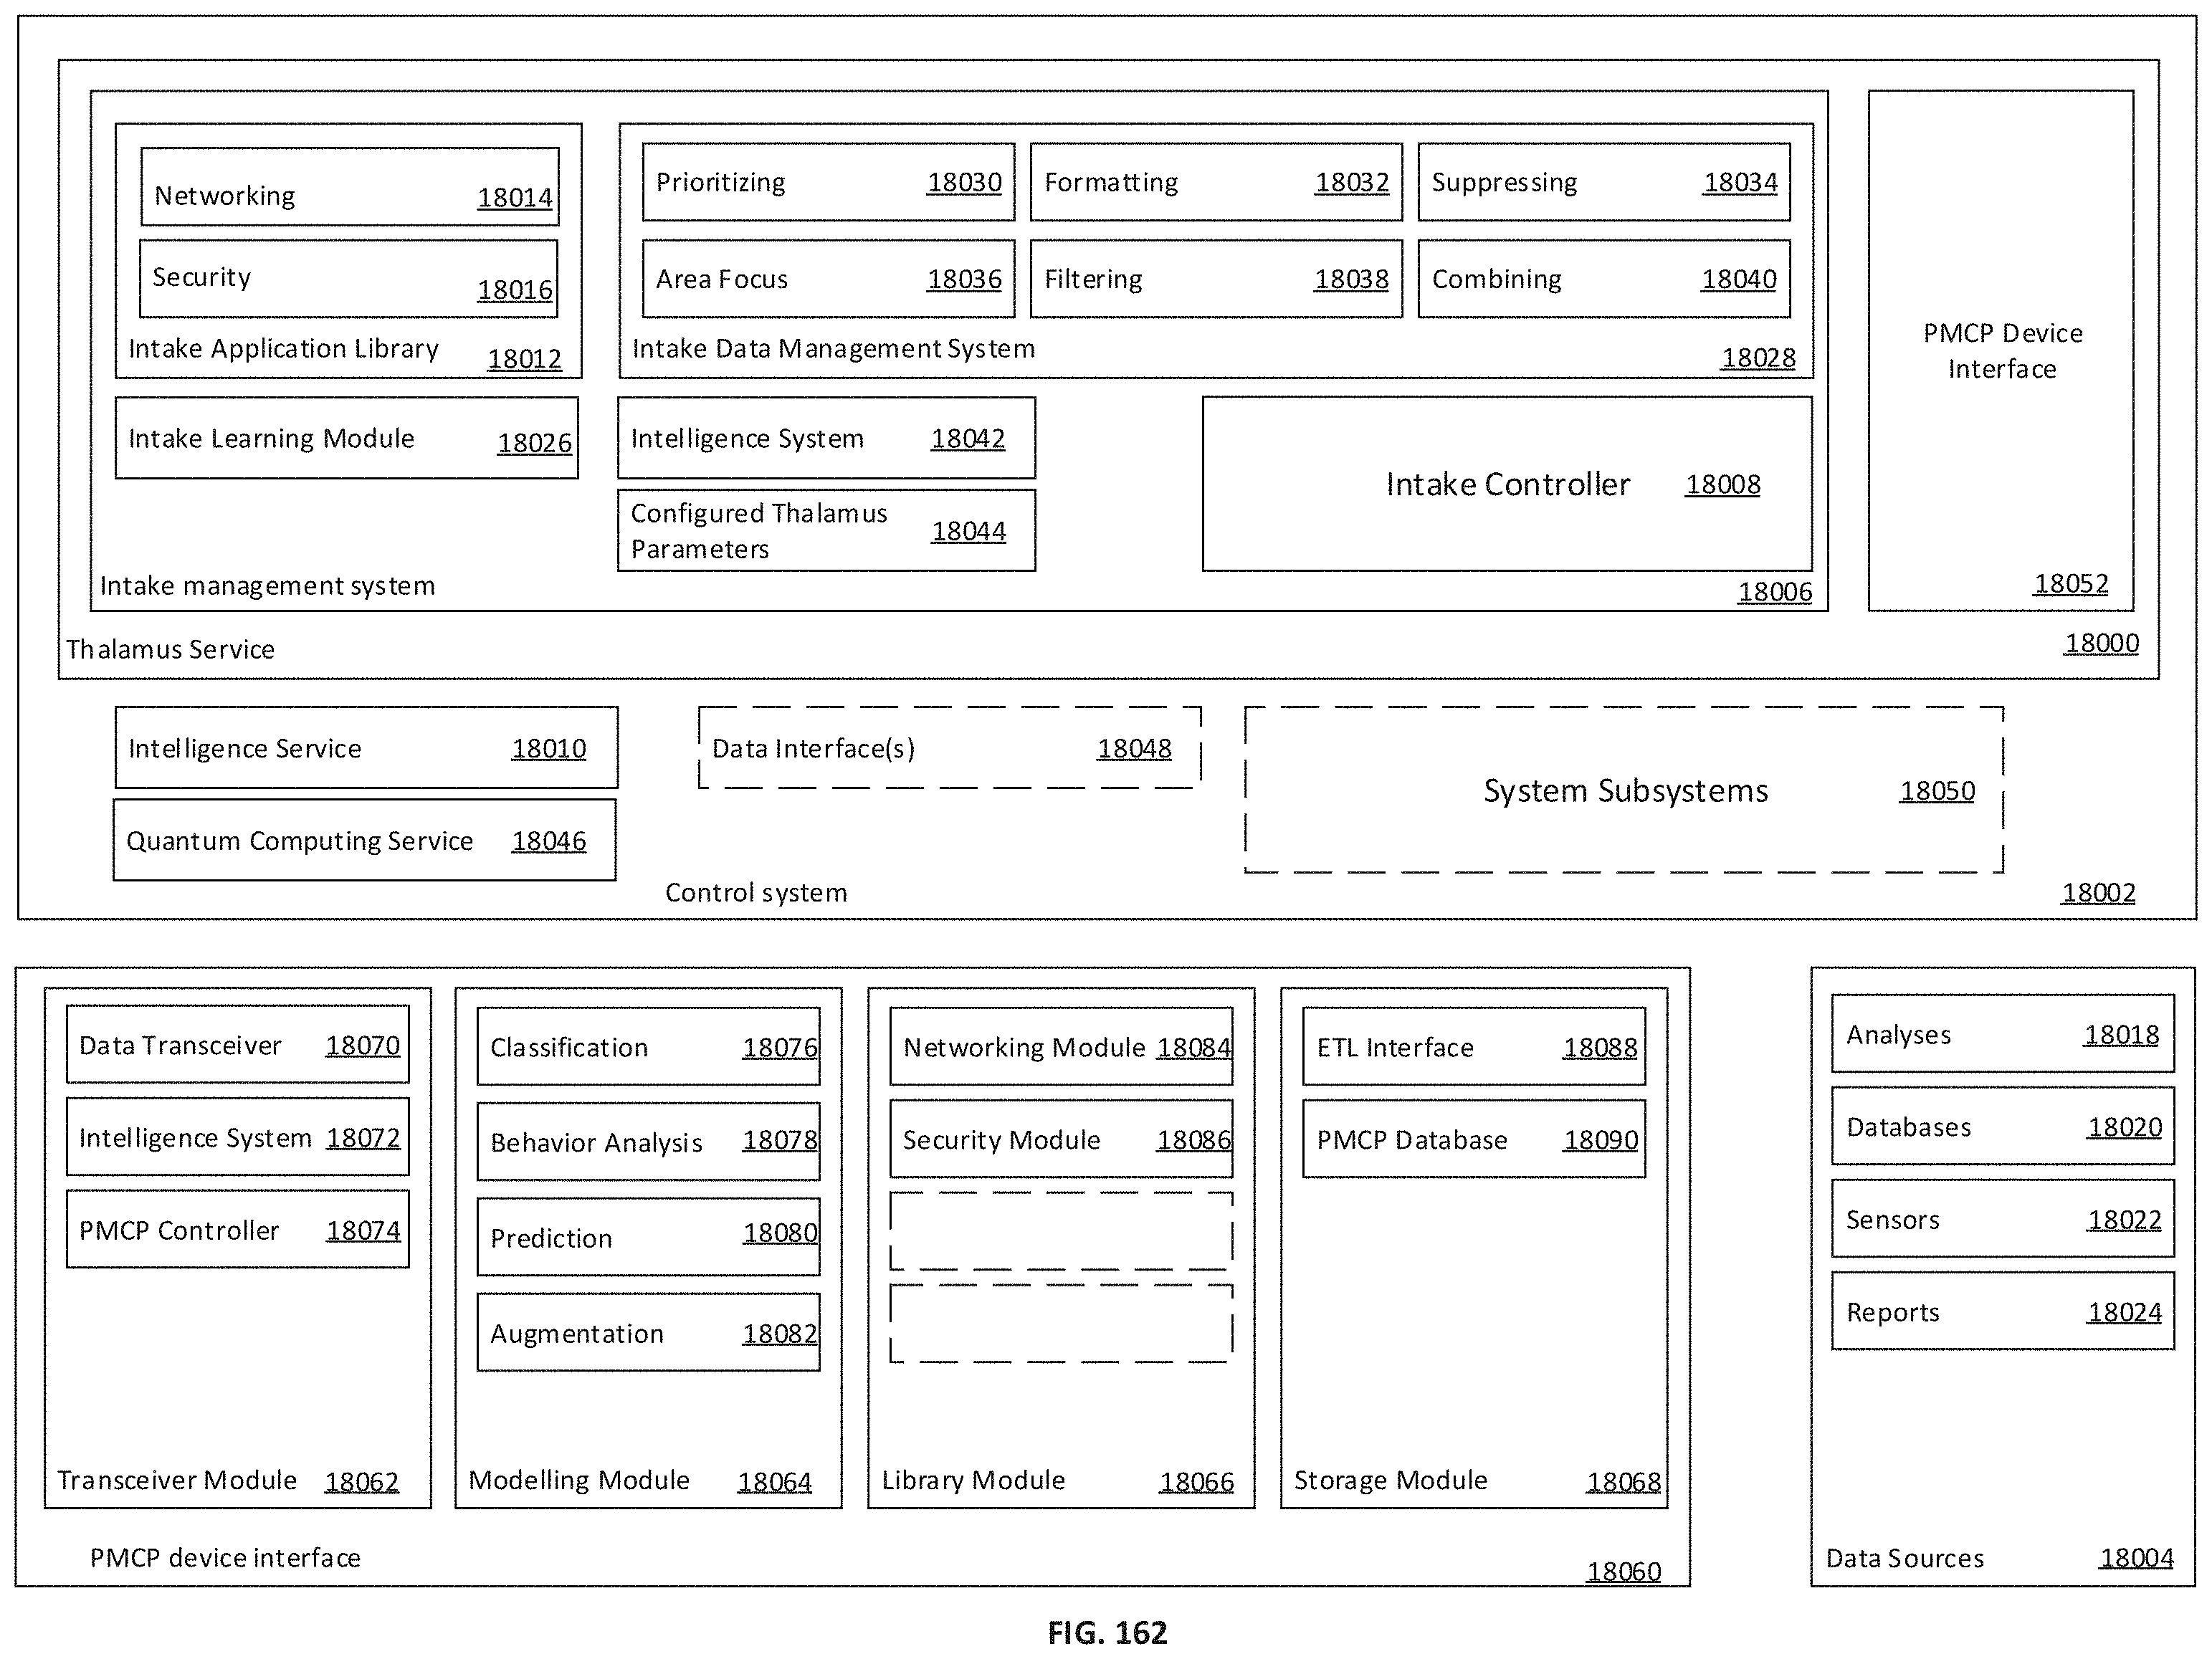 Networking 18014
Security 18016
Intake Application Library 18012
Prioritizing 18030
Formatting 18032
Suppressing 18034
Area Focus 18036
Filtering 18038
Combining 18040
Intake Data Management System 18028
Intake Learning Module 18026
Intelligence System 18042
Configured Thalamus
Parameters 18044
Intake Controller 18008
Intake management system 18006
PMCP Device
Interface
18052
Thalamus Service 18000
Intelligence Service 18010
Quantum Computing Service 18046
Data Interface(s) 18048
System Subsystems 18050
Control system 18002
Data Transceiver 18070
Intelligence System 18072
PMCP Controller 18074
Transceiver Module 18062
Classification 18076
Behavior Analysis 18078
Prediction 18080
Augmentation 18082
Modelling Module 18064
Networking Module 18084
Security Module 18086
Library Module 18066
ETL Interface 18088
PMCP Database 18090
Storage Module 18068
PMCP device interface 18060
Analyses 18018
Databases 18020
Sensors 18022
Reports 18024
Data Sources 18004
FIG. 162